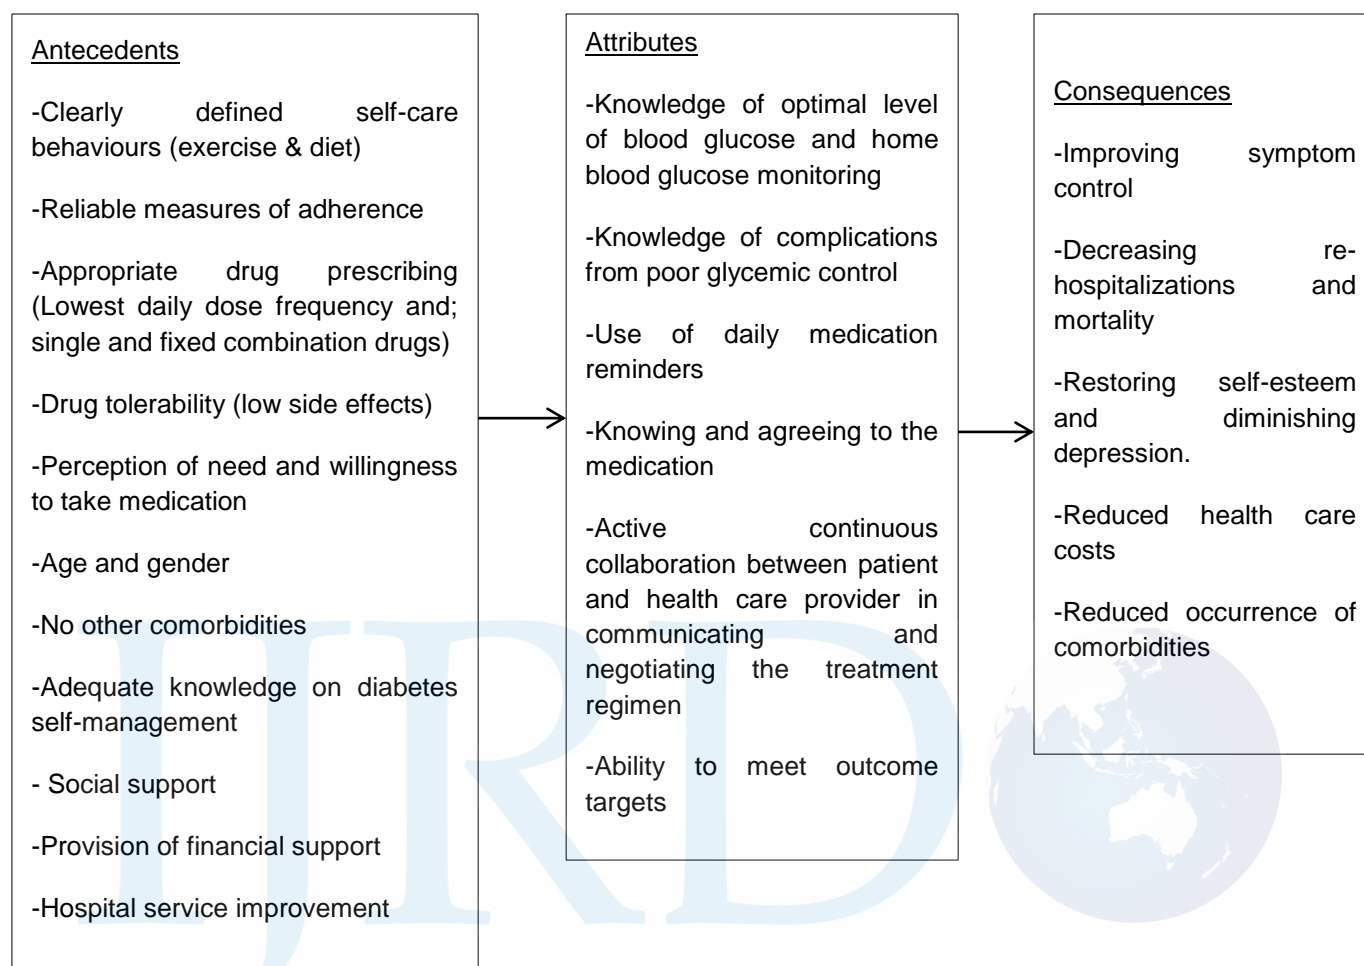 Antecedents
-Clearly defined self-care
behaviours (exercise & diet)
-Reliable measures of adherence
-Appropriate drug prescribing
(Lowest daily dose frequency and;
single and fixed combination drugs)
-Drug tolerability (low side effects)
-Perception of need and willingness
to take medication
-Age and gender
-No other comorbidities
-Adequate knowledge on diabetes
self-management
- Social support
-Provision of financial support
-Hospital service improvement
Attributes
-Knowledge of optimal level
of blood glucose and home
blood glucose monitoring
-Knowledge of complications
from poor glycemic control
-Use of daily medication
reminders
-Knowing and agreeing to the
medication
-Active continuous
collaboration between patient
and health care provider in
communicating and
negotiating the treatment
regimen
-Ability to meet outcome
targets
Consequences
-Improving symptom
control
-Decreasing re-
hospitalizations and
mortality
-Restoring self-esteem
and diminishing
depression.
-Reduced health care
costs
-Reduced occurrence of
comorbidities
IJRD